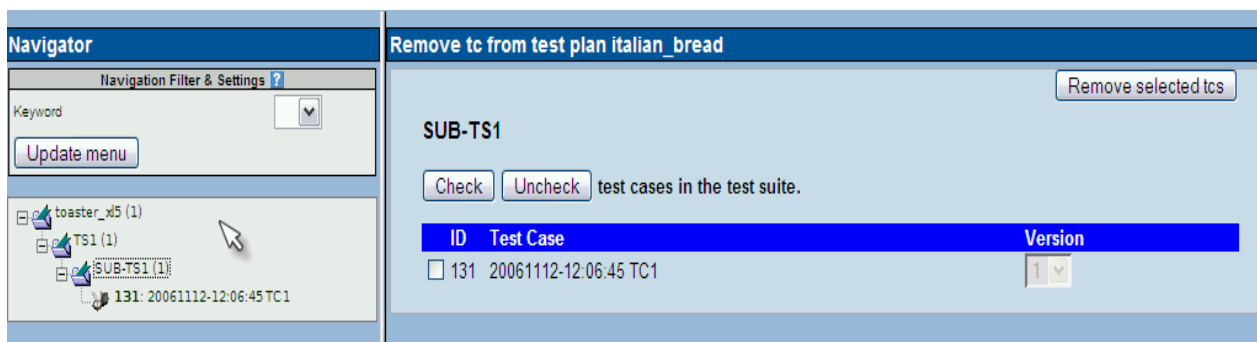 Navigator
Navigation Filter & Settings ?
Keyword
Update menu
toaster_xl5 (1)
TS1 (1)
SUB-TS1 (1)
131: 20061112-12:06:45 TC1
Remove tc from test plan italian_bread
Remove selected tcs
SUB-TS1
Check Uncheck test cases in the test suite.
ID Test Case Version
131 20061112-12:06:45 TC1 1